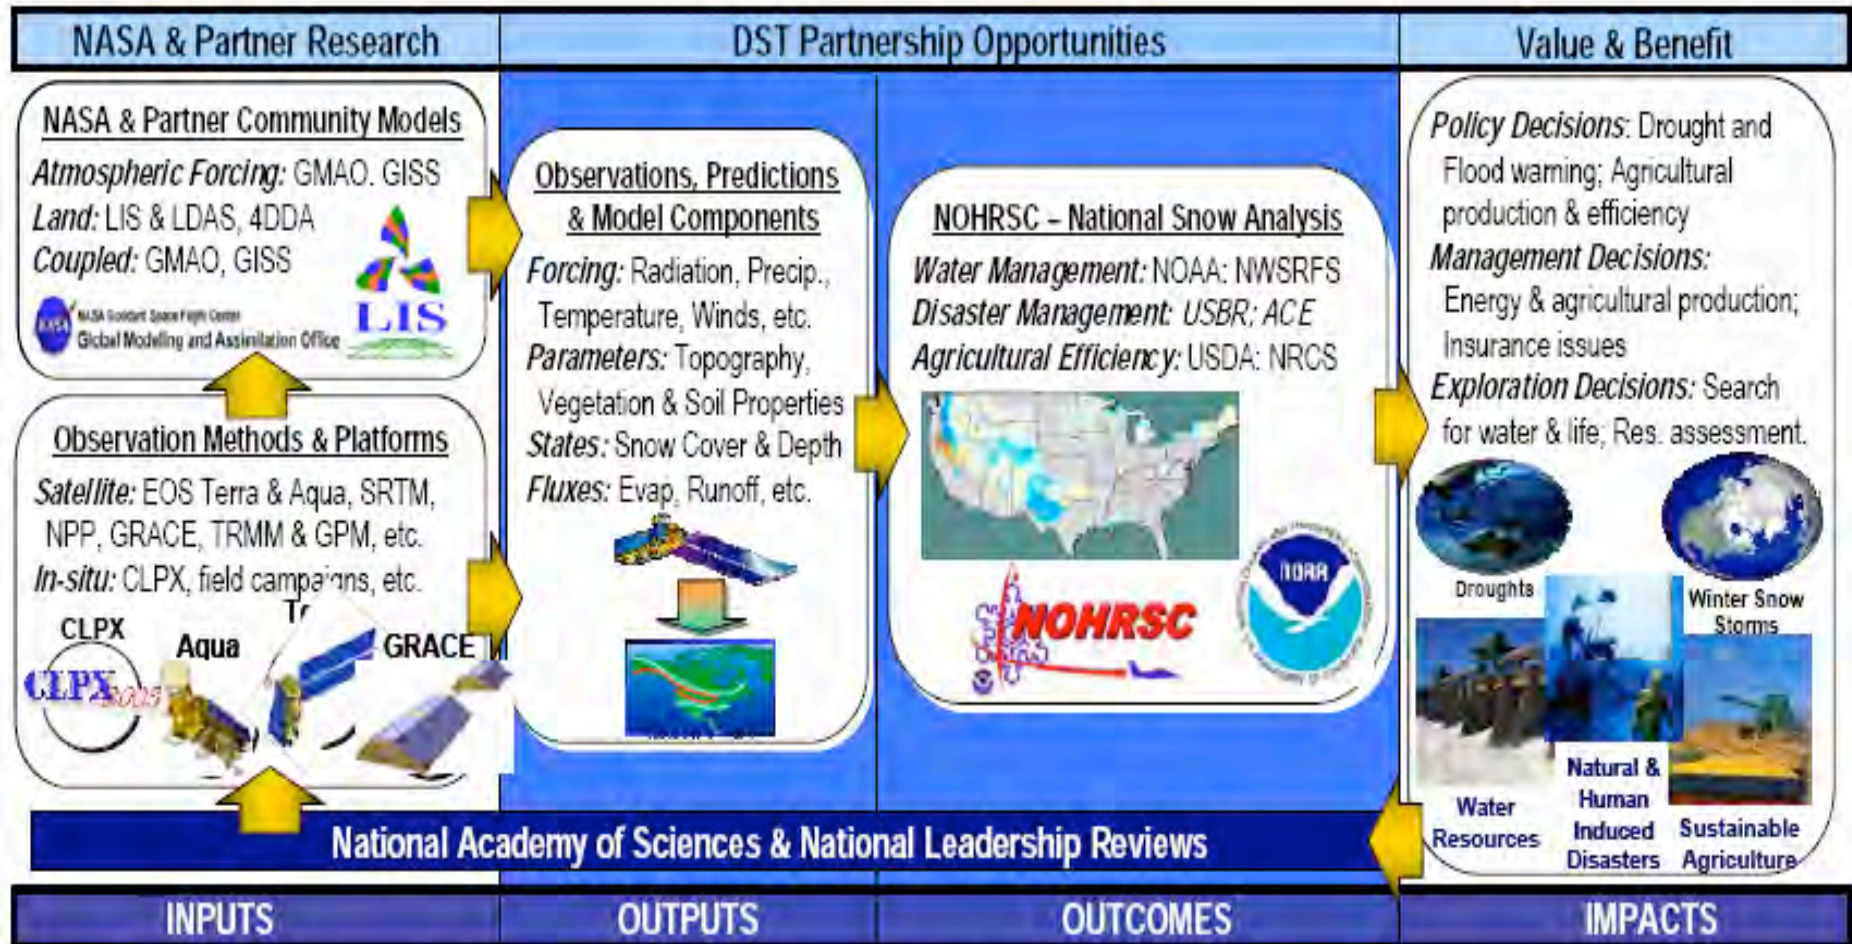 NASA & Partner Research
DST Partnership Opportunities
Value & Benefit
NASA & Partner Community Models
Atmospheric Forcing: GMAO. GISS
Land: LIS & LDAS, 4DDA
Coupled: GMAO, GISS
NASA
NASA Goddard Space Flight Center
Global Modeling and Assimilation Office
LIS
Observation Methods & Platforms
Satellite: EOS Terra & Aqua, SRTM,
NPP, GRACE, TRMM & GPM, etc.
In-situ: CLPX, field campaigns, etc.
CLPX
Aqua
GRACE
CLPX
Observations, Predictions
& Model Components
Forcing: Radiation, Precip.,
Temperature, Winds, etc.
Parameters: Topography,
Vegetation & Soil Properties
States: Snow Cover & Depth
Fluxes: Evap, Runoff, etc.
NOHRSC – National Snow Analysis
Water Management: NOAA: NWSRFS
Disaster Management: USBR; ACE
Agricultural Efficiency: USDA: NRCS
NOHRSC
NOAA
Policy Decisions: Drought and
Flood warning; Agricultural
production & efficiency
Management Decisions:
Energy & agricultural production;
Insurance issues
Exploration Decisions: Search
for water & life; Res. assessment.
Droughts
Winter Snow
Storms
Water
Resources
Natural &
Human
Induced
Disasters
Sustainable
Agriculture
National Academy of Sciences & National Leadership Reviews
INPUTS
OUTPUTS
OUTCOMES
IMPACTS